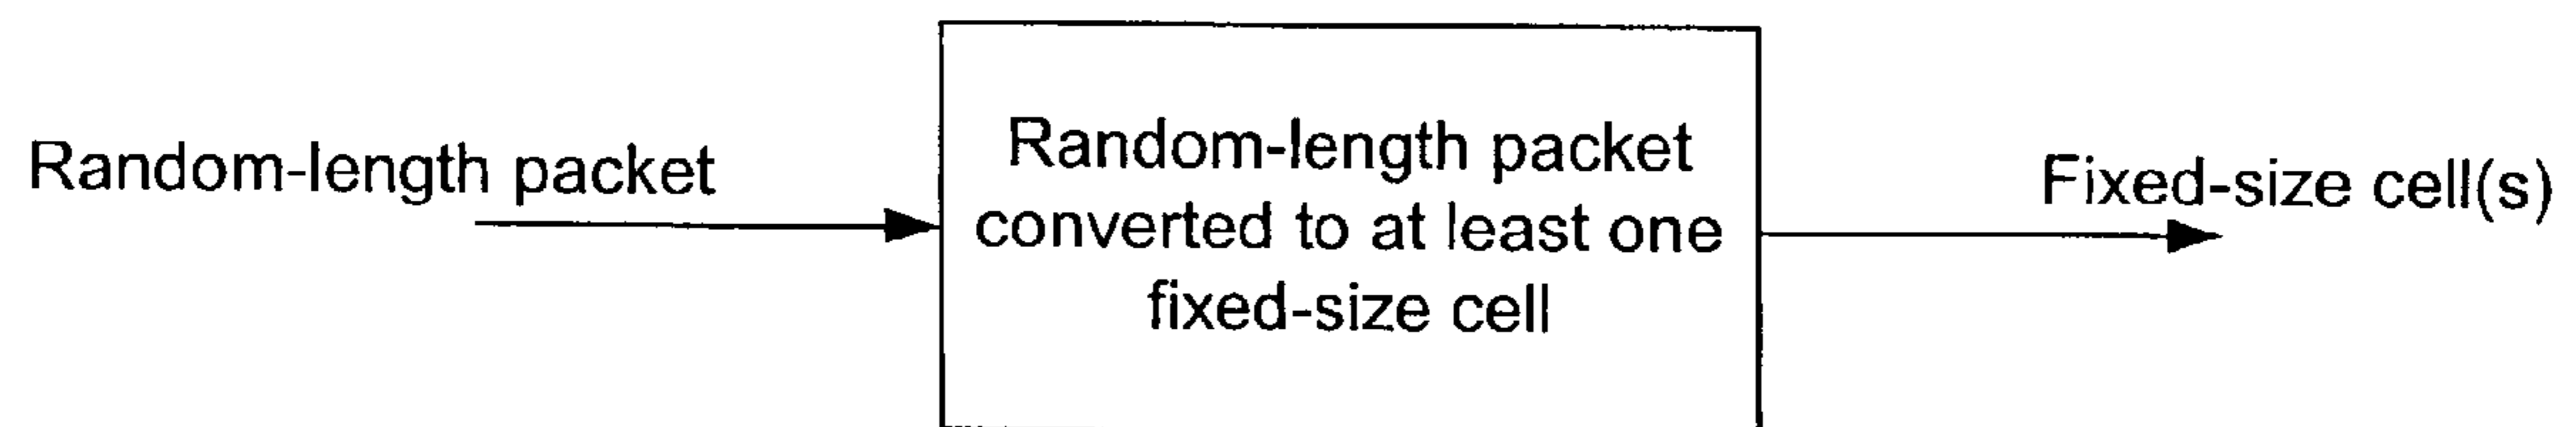 Random-length packet
Random-length packet
converted to at least one
fixed-size cell
Fixed-size cell(s)